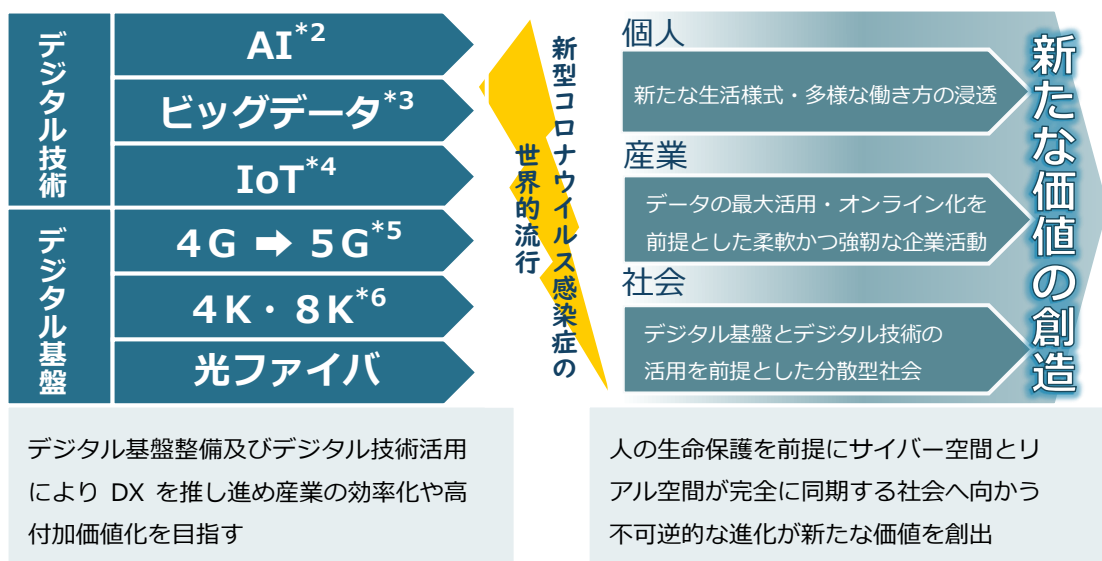 デジタル技術
AI*2
ビッグデータ*3
IoT*4
デジタル基盤
4G ➡ 5G*5
4K・8K*6
光ファイバ
デジタル基盤整備及びデジタル技術活用
により DX を推し進め産業の効率化や高
付加価値化を目指す
新型コロナウイルス感染症の
世界的流行
個人
新たな生活様式・多様な働き方の浸透
産業
データの最大活用・オンライン化を
前提とした柔軟かつ強靭な企業活動
社会
デジタル基盤とデジタル技術の
活用を前提とした分散型社会
新たな価値の創造
人の生命保護を前提にサイバー空間とリ
アル空間が完全に同期する社会へ向かう
不可逆的な進化が新たな価値を創出